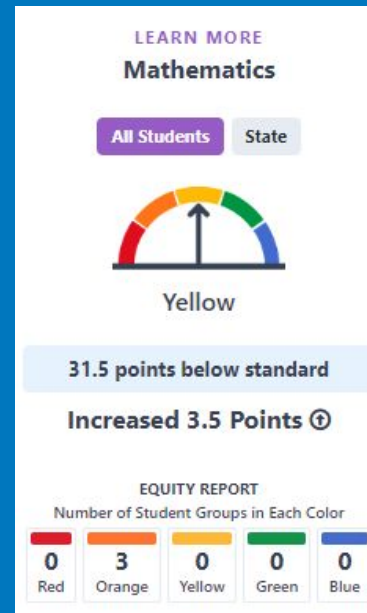 LEARN MORE
Mathematics
All Students State
Yellow
31.5 points below standard
Increased 3.5 Points
EQUITY REPORT
Number of Student Groups in Each Color
0 3 0 0 0
Red Orange Yellow Green Blue